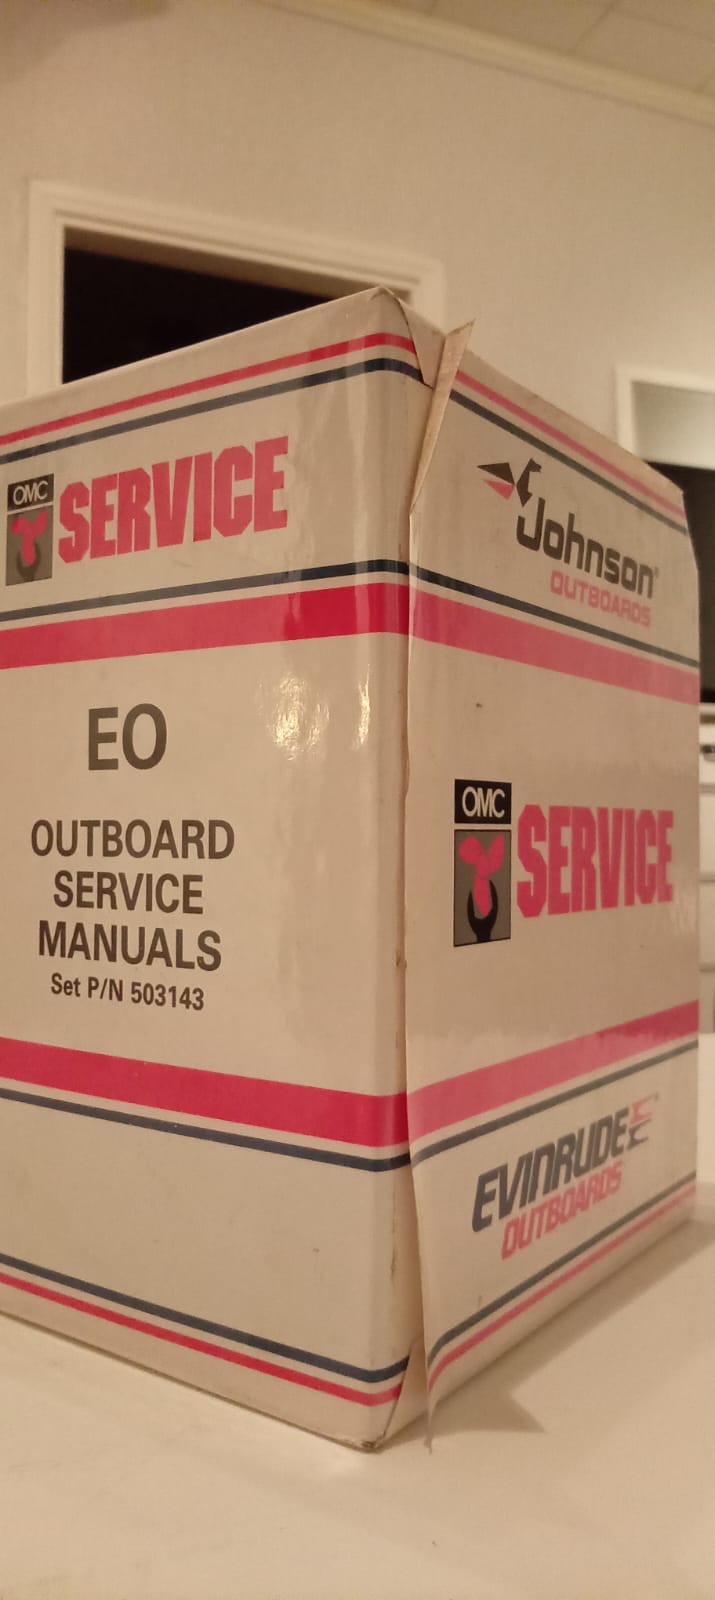 OMC SERVICE
EO
OUTBOARD
SERVICE
MANUALS
Set P/N 503143
Johnson
OUTBOARDS
OMC SERVICE
EVINRUDE
OUTBOARDS